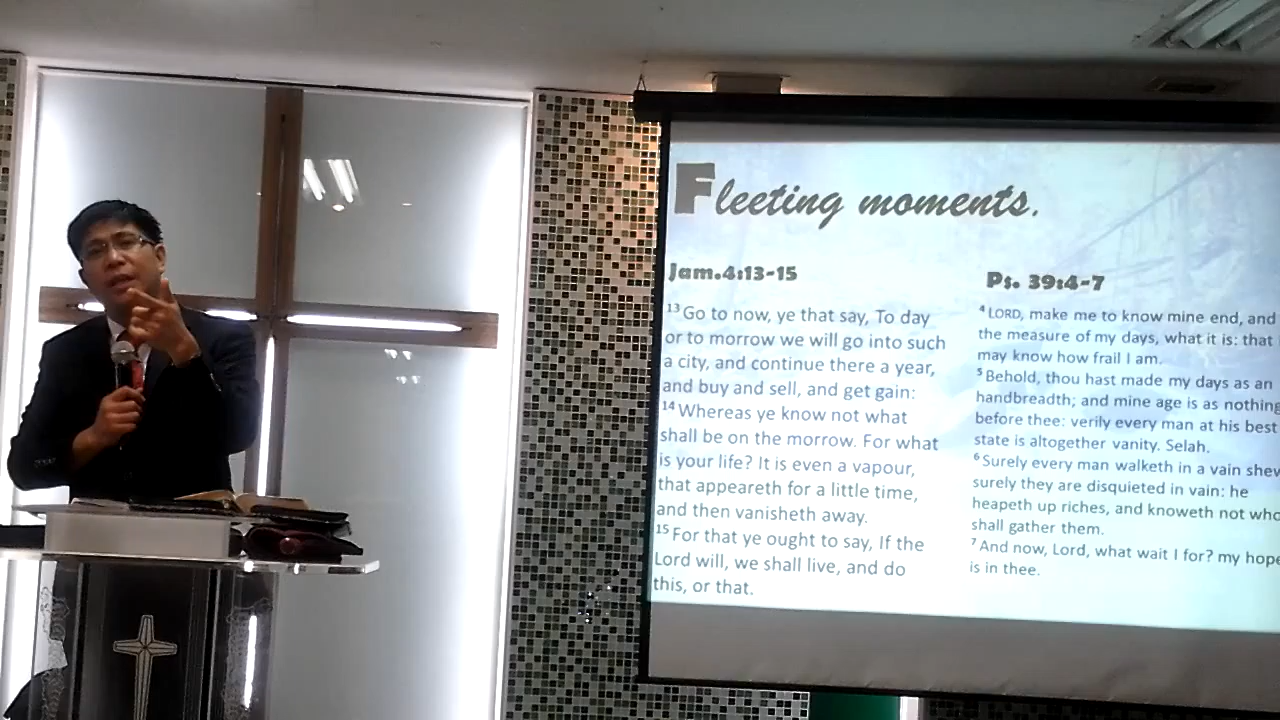 Fleeting moments.
Jam.4:13-15
13 Go to now, ye that say, To day
or to morrow we will go into such
a city, and continue there a year,
and buy and sell, and get gain:
14 Whereas ye know not what
shall be on the morrow. For what
is your life? It is even a vapour,
that appeareth for a little time,
and then vanisheth away.
15 For that ye ought to say, If the
Lord will, we shall live, and do
this, or that.
Ps. 39:4-7
4 LORD, make me to know mine end, and
the measure of my days, what it is: that
may know how frail I am.
5 Behold, thou hast made my days as an
handbreadth; and mine age is as nothing
before thee: verily every man at his best
state is altogether vanity. Selah.
6 Surely every man walketh in a vain shew
surely they are disquieted in vain: he
heapeth up riches, and knoweth not who
shall gather them.
7 And now, Lord, what wait I for? my hope
is in thee.